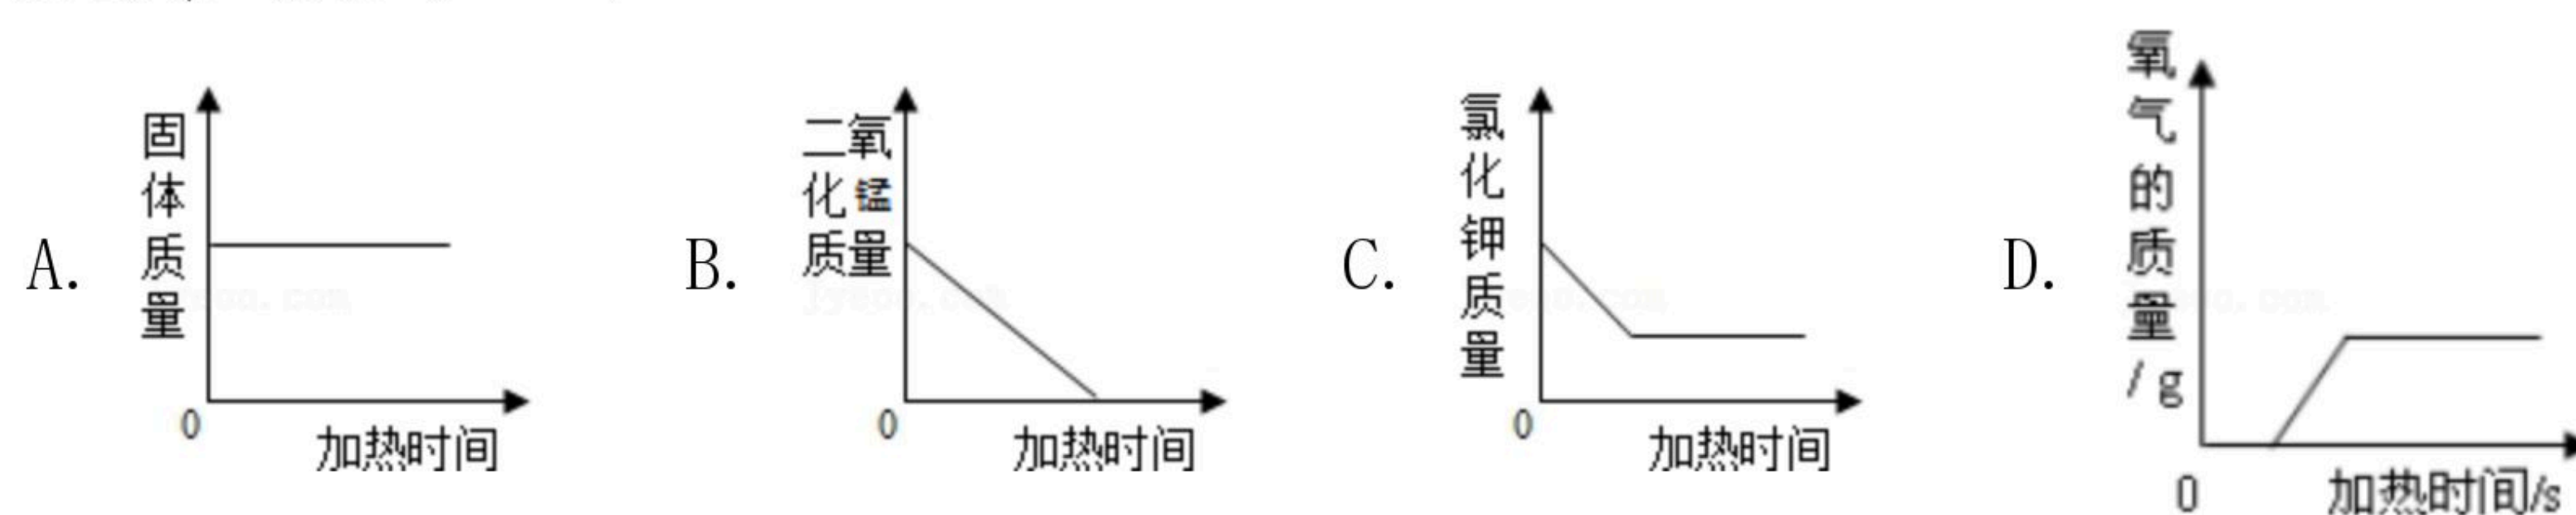 A.
固体质量
0
加热时间
B.
二氧
化锰
质量
0
加热时间
C.
氯化钾质量
0
加热时间
D.
氧气的质量/g
0
加热时间/s
jyeoo.com